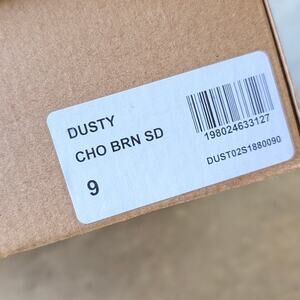 DUSTY
CHO BRN SD
9
198024633127
DUST02S1880090